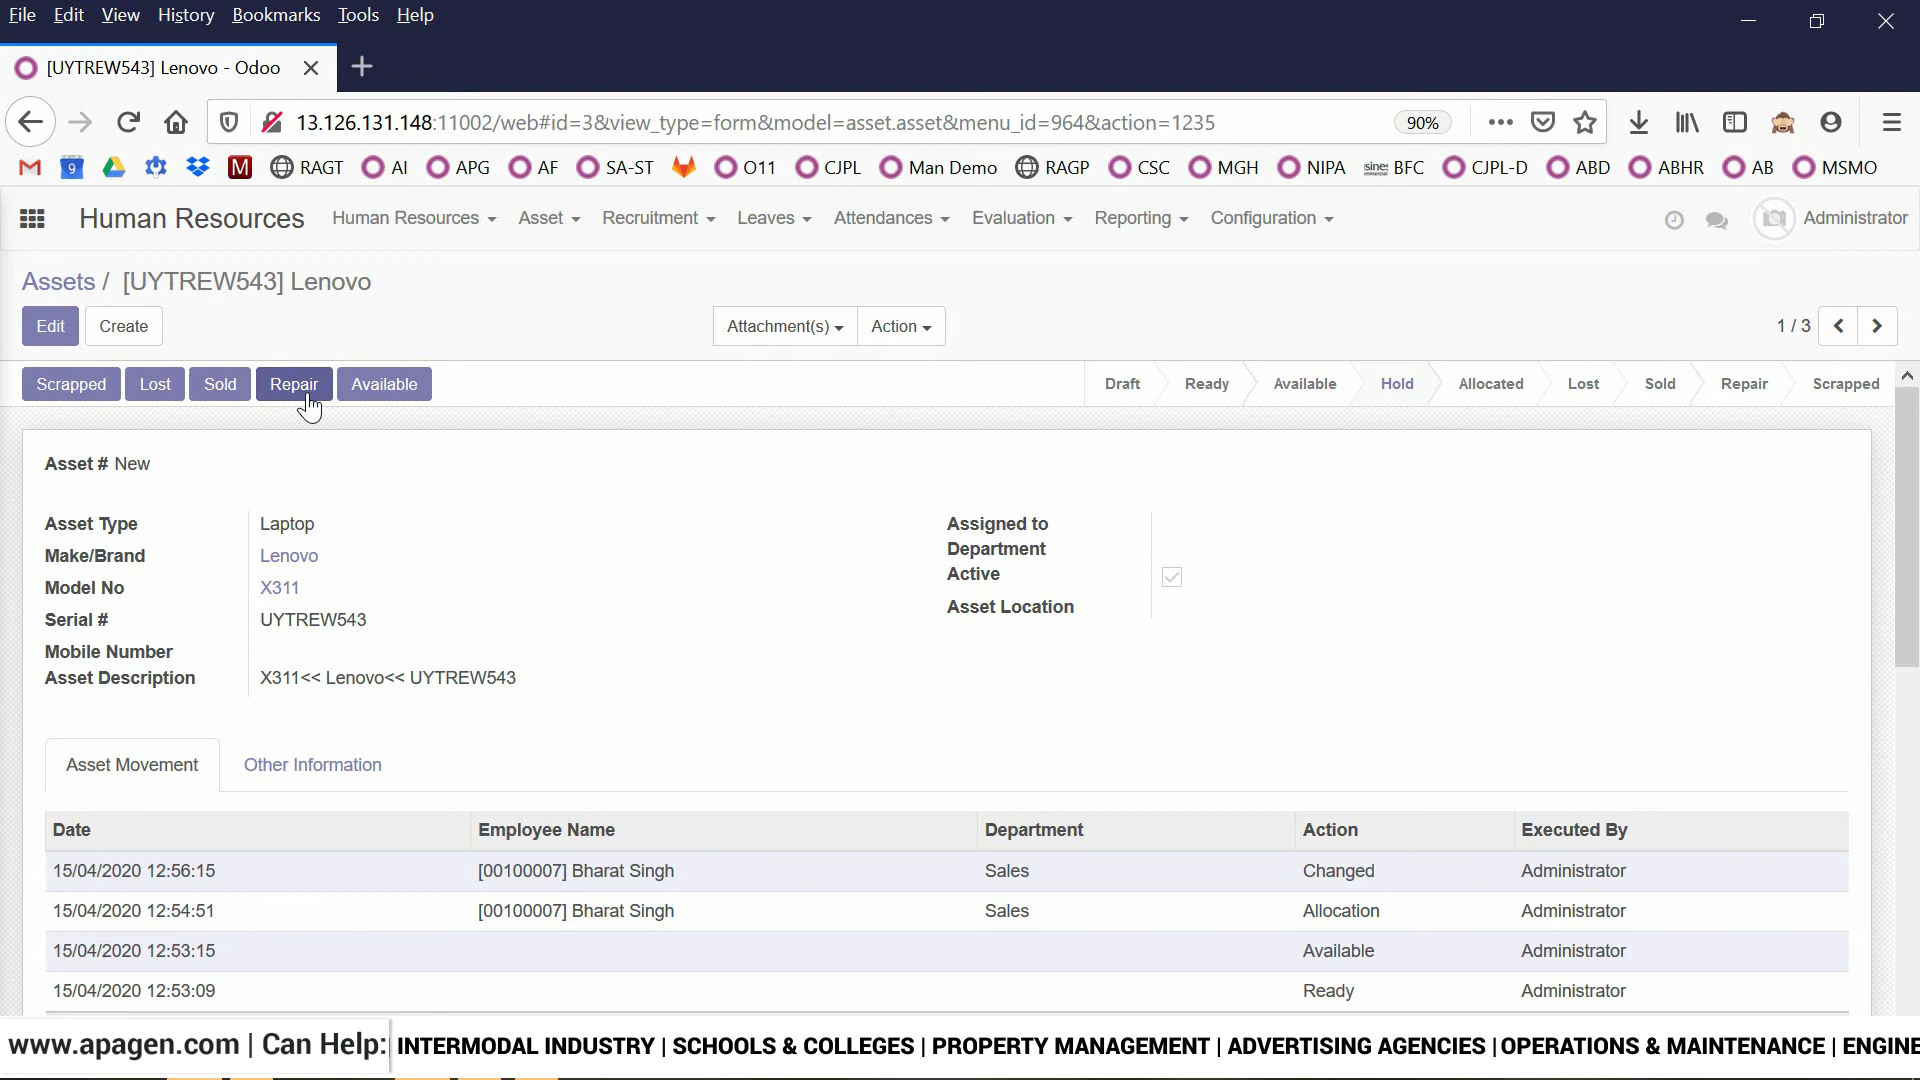 File Edit View History Bookmarks Tools Help
[UYTREW543] Lenovo - Odoo
13.126.131.148:11002/web#id=3&view_type=form&model=asset.asset&menu_id=964&action=1235 90%
9 M RAGT AI APG AF SA-ST O11 CJPL Man Demo RAGP CSC MGH NIPA sines BFC CJPL-D ABD ABHR AB MSMO
Human Resources Human Resources Asset Recruitment Leaves Attendances Evaluation Reporting Configuration Administrator
Assets / [UYTREW543] Lenovo
Edit Create Attachment(s) Action 1 / 3
Scrapped Lost Sold Repair Available Draft Ready Available Hold Allocated Lost Sold Repair Scrapped
Asset # New
Asset Type Laptop Assigned to
Make/Brand Lenovo Department
Model No X311 Active
Serial # UYTREW543 Asset Location
Mobile Number
Asset Description X311<< Lenovo<< UYTREW543
Asset Movement Other Information
Date Employee Name Department Action Executed By
15/04/2020 12:56:15 [00100007] Bharat Singh Sales Changed Administrator
15/04/2020 12:54:51 [00100007] Bharat Singh Sales Allocation Administrator
15/04/2020 12:53:15 Available Administrator
15/04/2020 12:53:09 Ready Administrator
www.apagen.com | Can Help: INTERMODAL INDUSTRY | SCHOOLS & COLLEGES | PROPERTY MANAGEMENT | ADVERTISING AGENCIES | OPERATIONS & MAINTENANCE | ENGINE